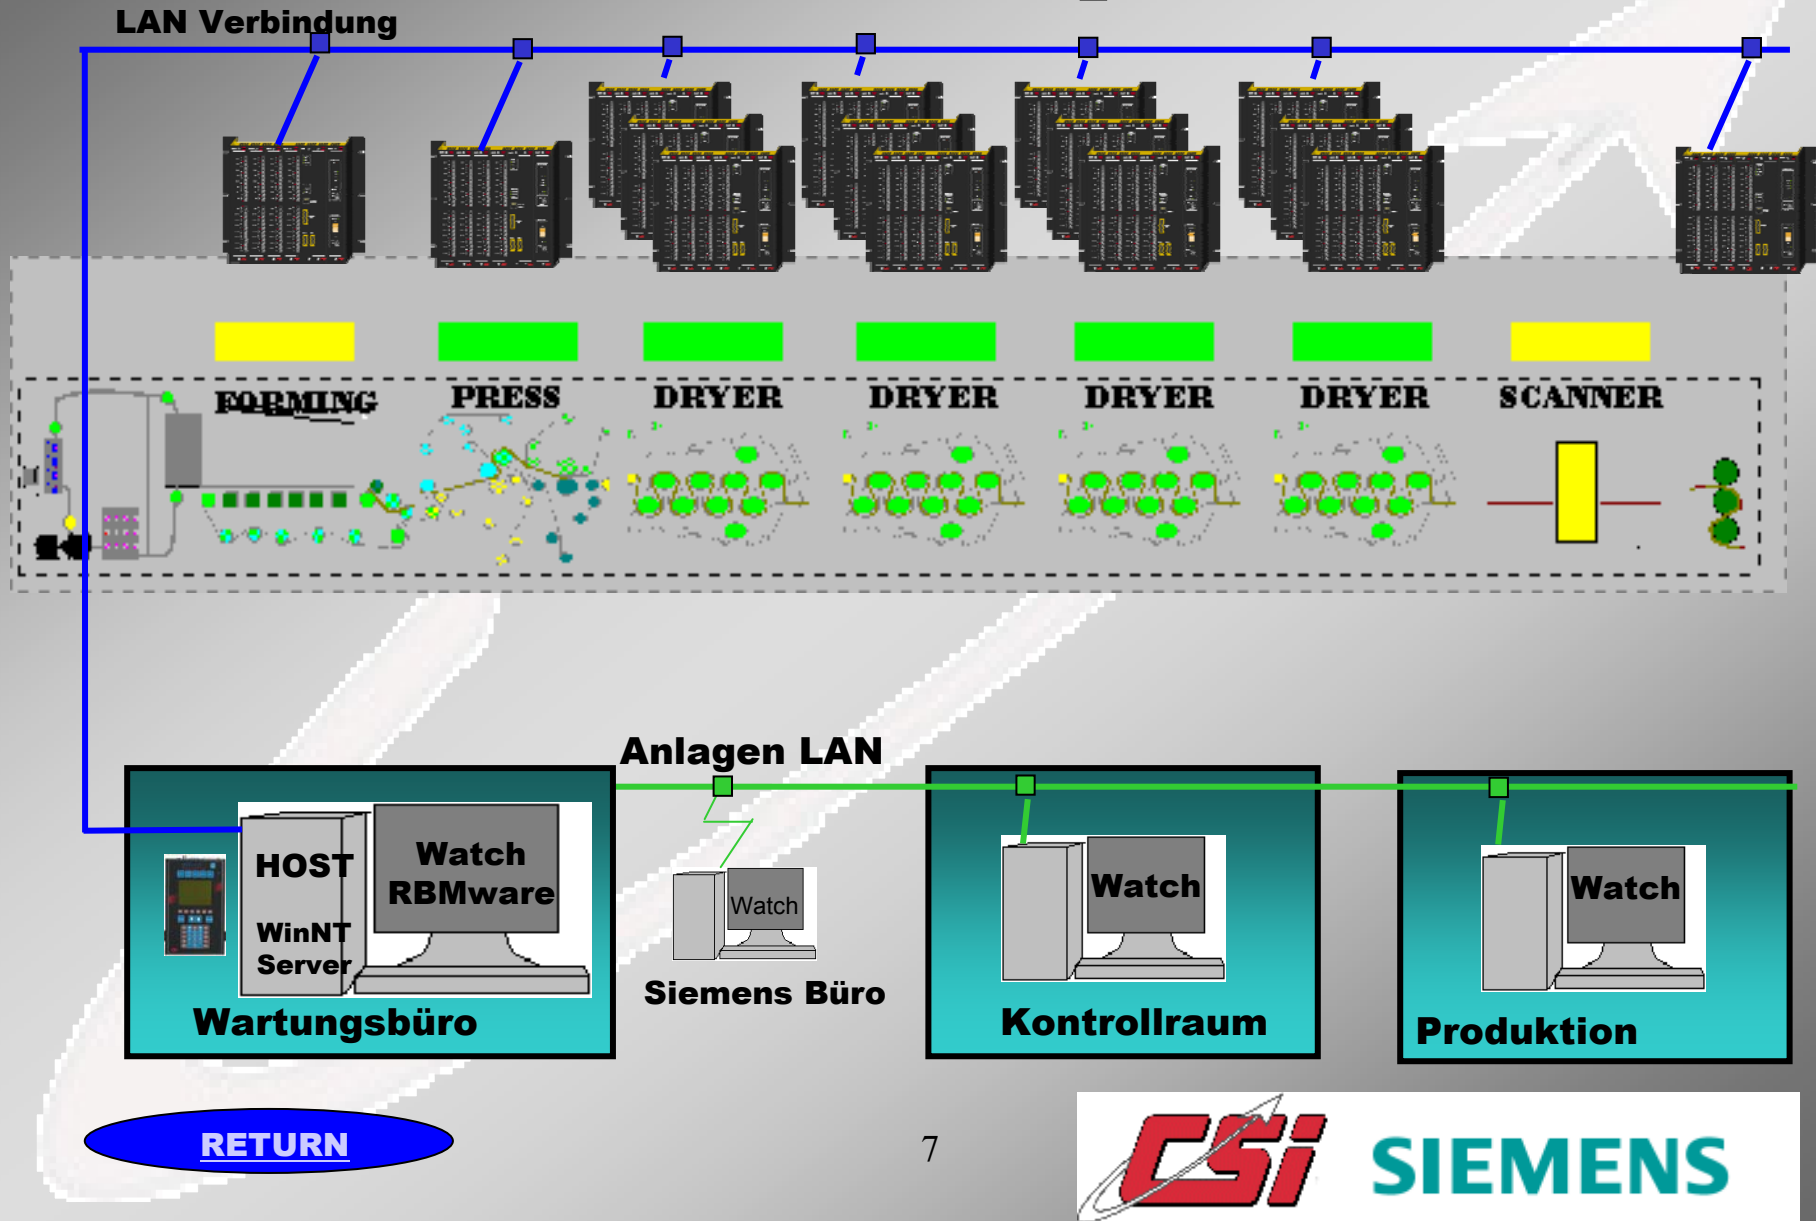 LAN Verbindung
FORMING
PRESS
DRYER
DRYER
DRYER
DRYER
SCANNER
Anlagen LAN
HOST
WinNT
Server
Watch
RBMware
Wartungsbüro
Watch
Siemens Büro
Watch
Kontrollraum
Watch
Produktion
RETURN
7
CSi
SIEMENS